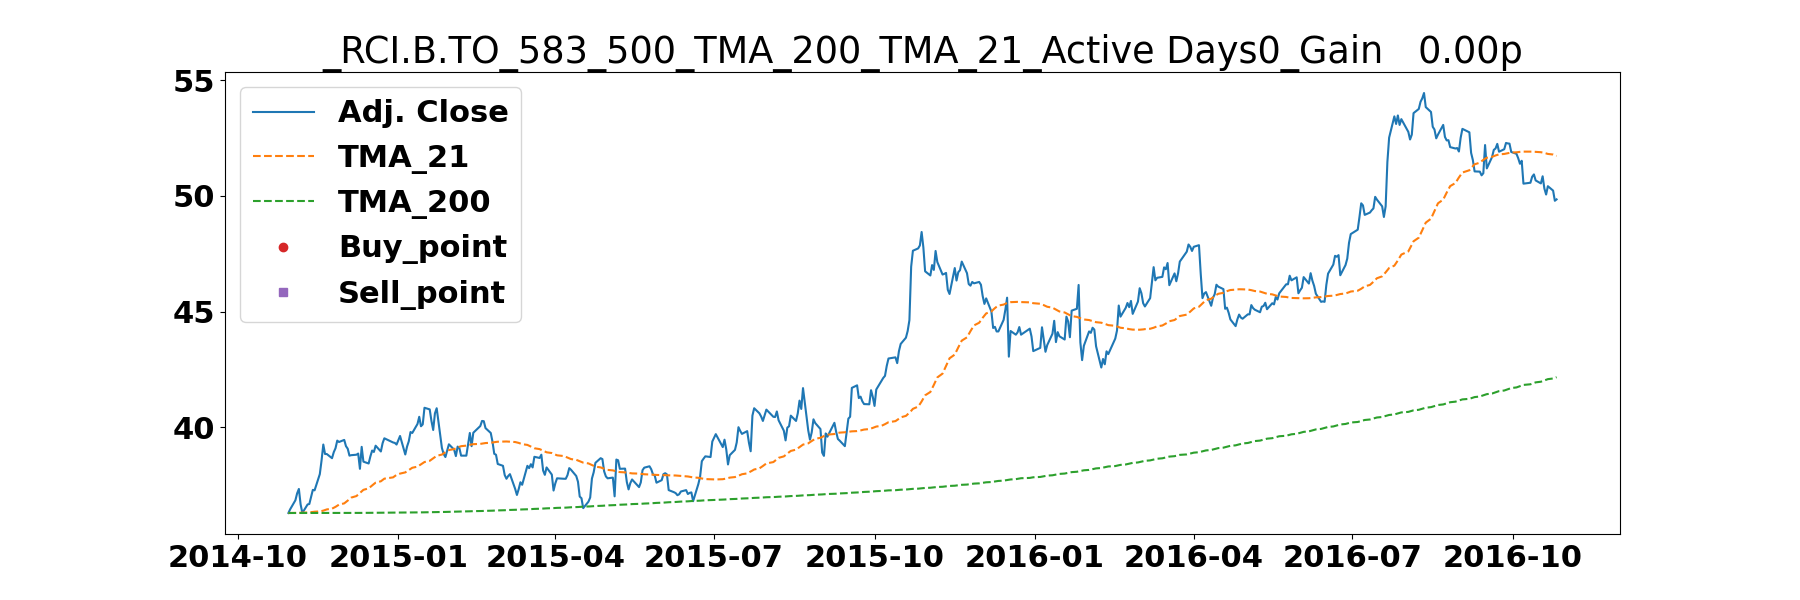 _RCI.B.TO_583_500_TMA_200_TMA_21_Active Days0_Gain   0.00p
55
50
45
40
Adj. Close
TMA_21
TMA_200
Buy_point
Sell_point
2014-10 2015-01 2015-04 2015-07 2015-10 2016-01 2016-04 2016-07 2016-10